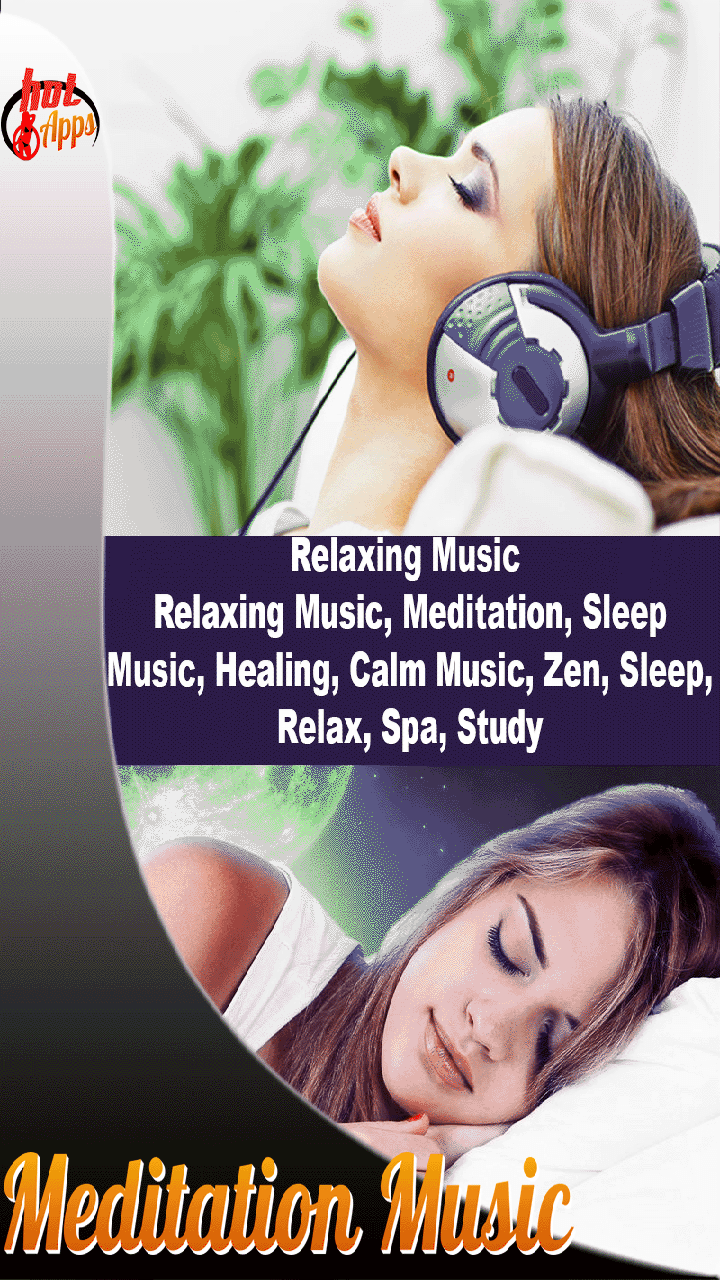 hot
Apps
Relaxing Music
Relaxing Music, Meditation, Sleep
Music, Healing, Calm Music, Zen, Sleep,
Relax, Spa, Study
Meditation Music